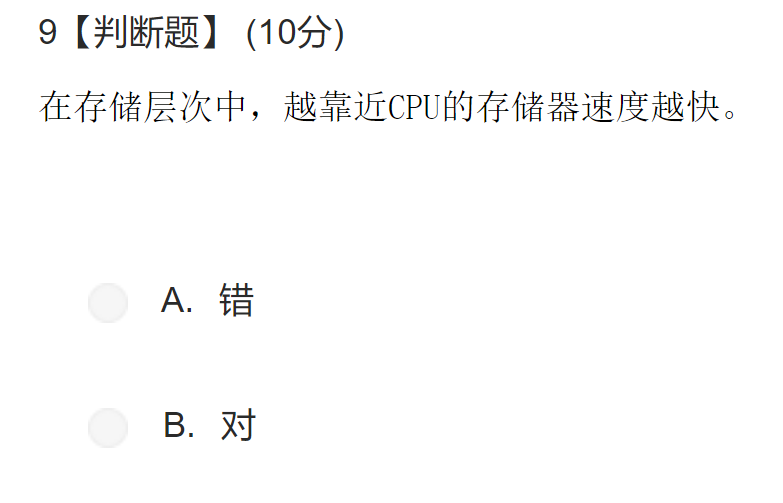 9【判断题】 (10分)
在存储层次中，越靠近CPU的存储器速度越快。
A. 错
B. 对